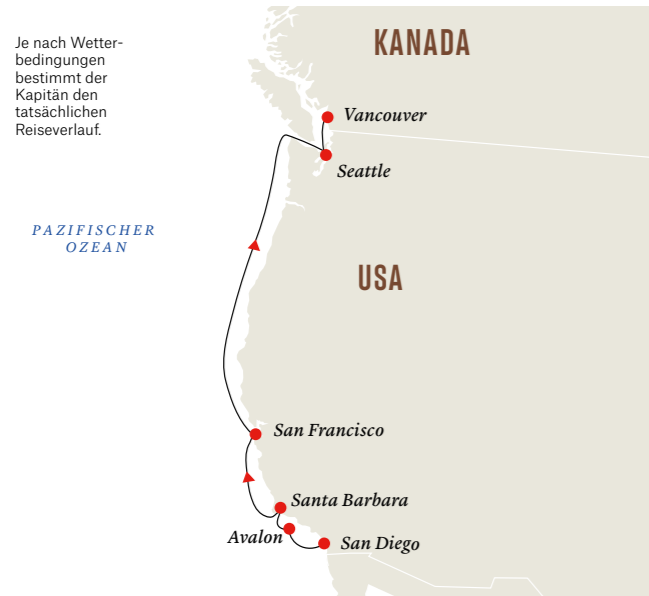 Je nach Wetter-
bedingungen
bestimmt der
Kapitän den
tatsächlichen
Reiseverlauf.
KANADA
Vancouver
Seattle
PAZIFISCHER
OZEAN
USA
San Francisco
Santa Barbara
Avalon
San Diego